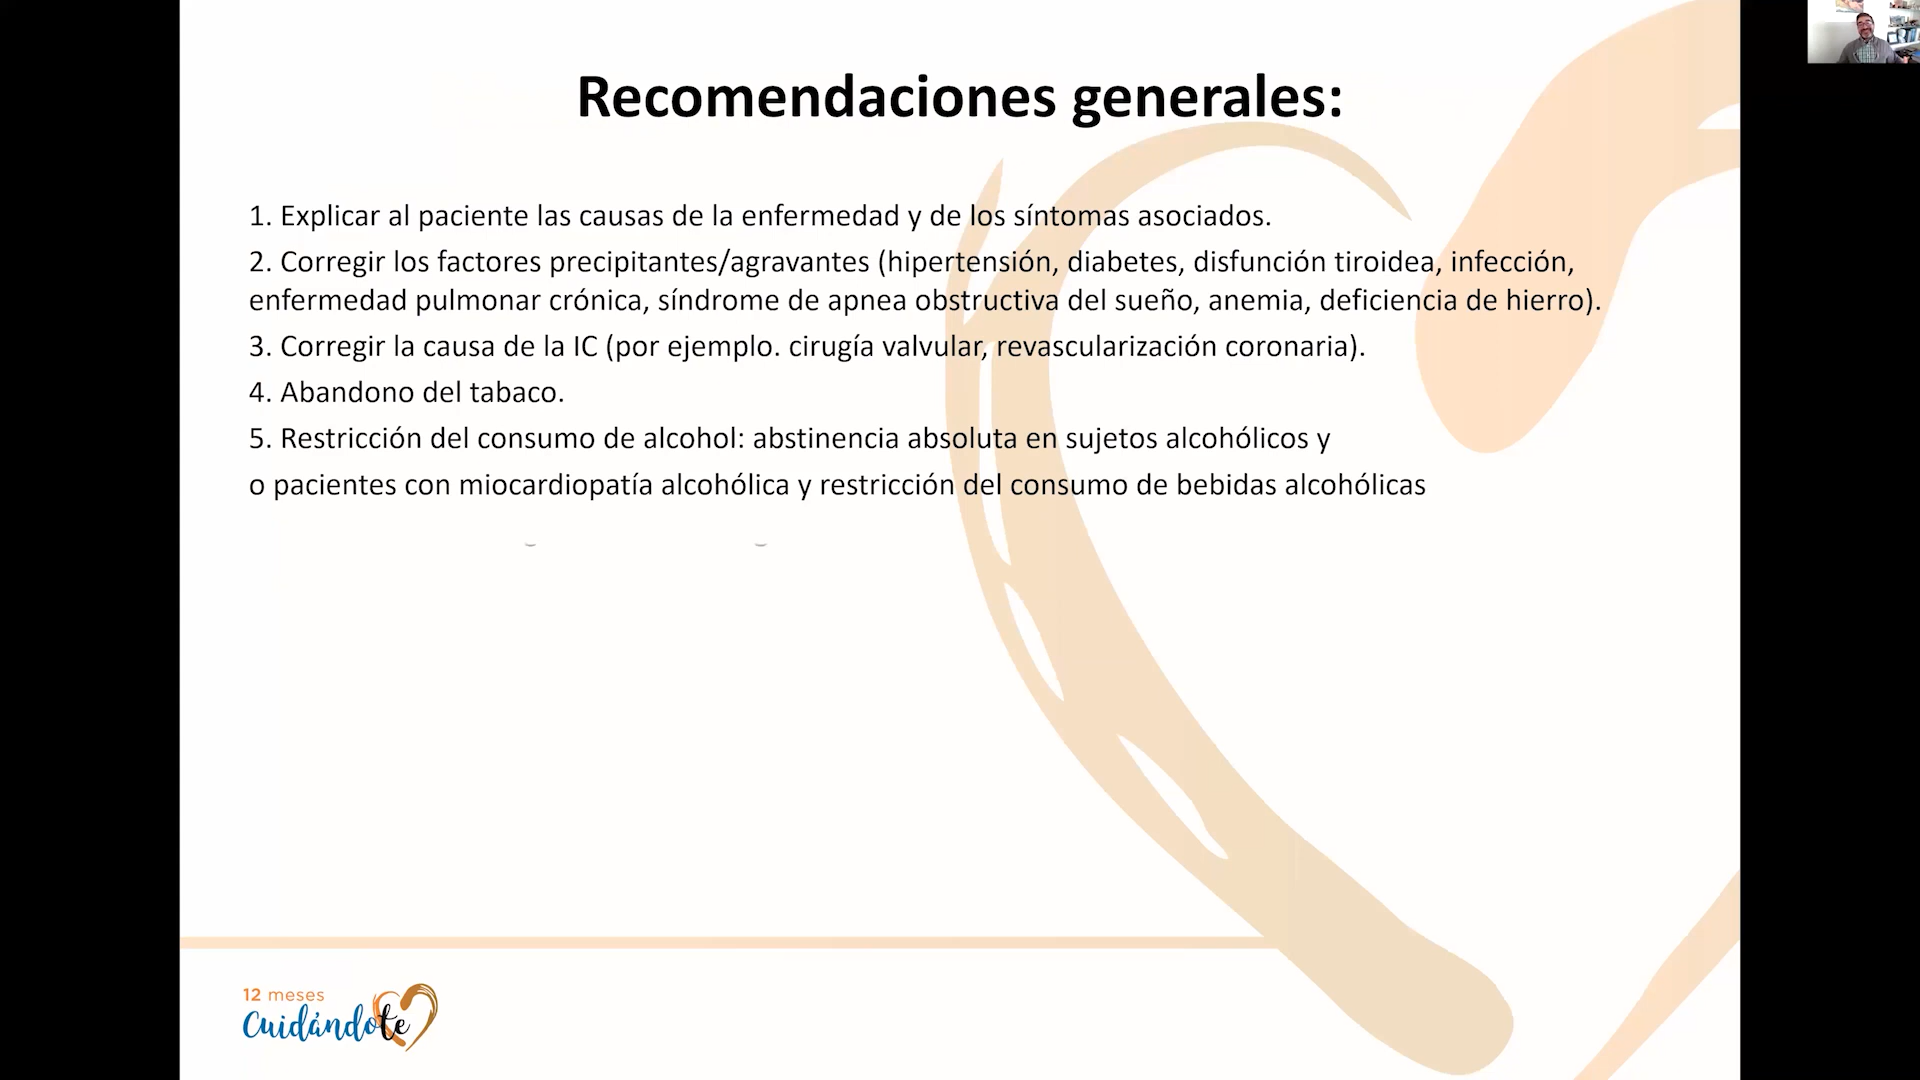 Recomendaciones generales:
1. Explicar al paciente las causas de la enfermedad y de los síntomas asociados.
2. Corregir los factores precipitantes/agravantes (hipertensión, diabetes, disfunción tiroidea, infección,
enfermedad pulmonar crónica, síndrome de apnea obstructiva del sueño, anemia, deficiencia de hierro).
3. Corregir la causa de la IC (por ejemplo. cirugía valvular, revascularización coronaria).
4. Abandono del tabaco.
5. Restricción del consumo de alcohol: abstinencia absoluta en sujetos alcohólicos y
o pacientes con miocardiopatía alcohólica y restricción del consumo de bebidas alcohólicas
12 meses
Cuidándote